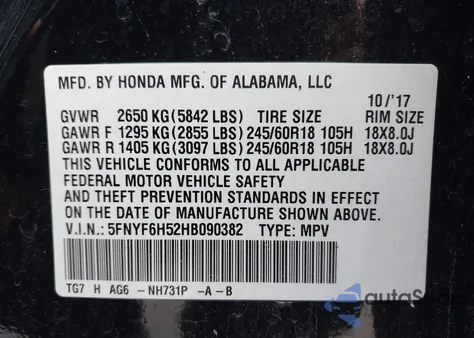 MFD. BY HONDA MFG. OF ALABAMA, LLC
10/'17
GVWR 2650 KG(5842 LBS) TIRE SIZE RIM SIZE
GAWR F 1295 KG(2855 LBS)245/60R18 105H 18X8.0J
GAWR R 1405 KG(3097 LBS)245/60R18 105H 18X8.0J
THIS VEHICLE CONFORMS TO ALL APPLICABLE
FEDERAL MOTOR VEHICLE SAFETY
AND THEFT PREVENTION STANDARDS IN EFFECT
ON DATE OF MANUFACTURE SHOWN ABOVE.
V.I.N.: 5FNYF6H52HB090382 TYPE: MPV
TG7 H AG6 -NH731P -A-B